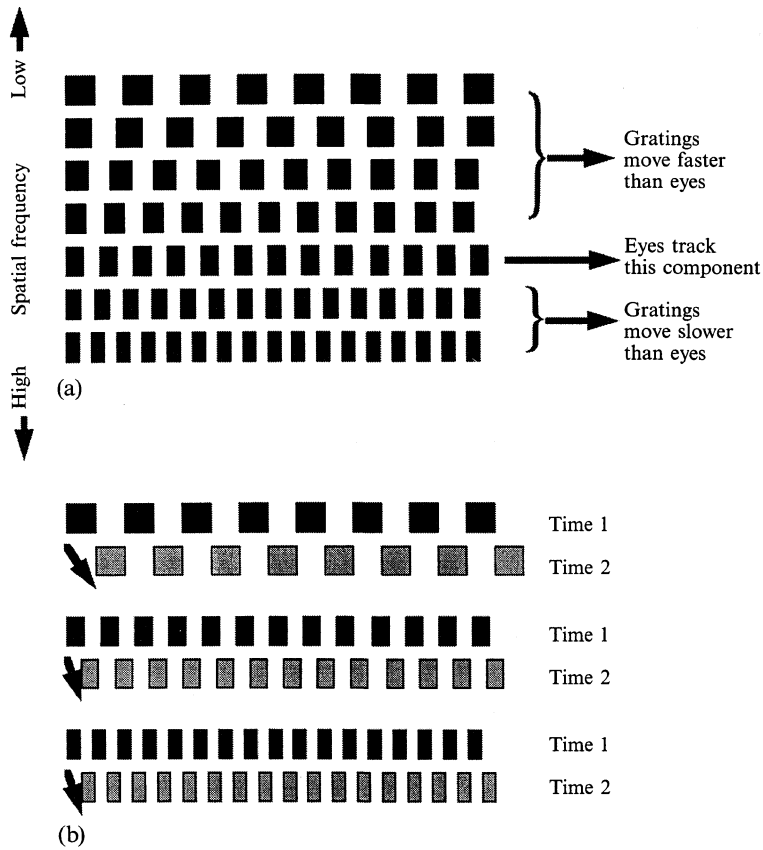 Low
Spatial frequency
High
Gratings
move faster
than eyes
Eyes track
this component
Gratings
move slower
than eyes
(a)
Time 1
Time 2
Time 1
Time 2
Time 1
Time 2
(b)